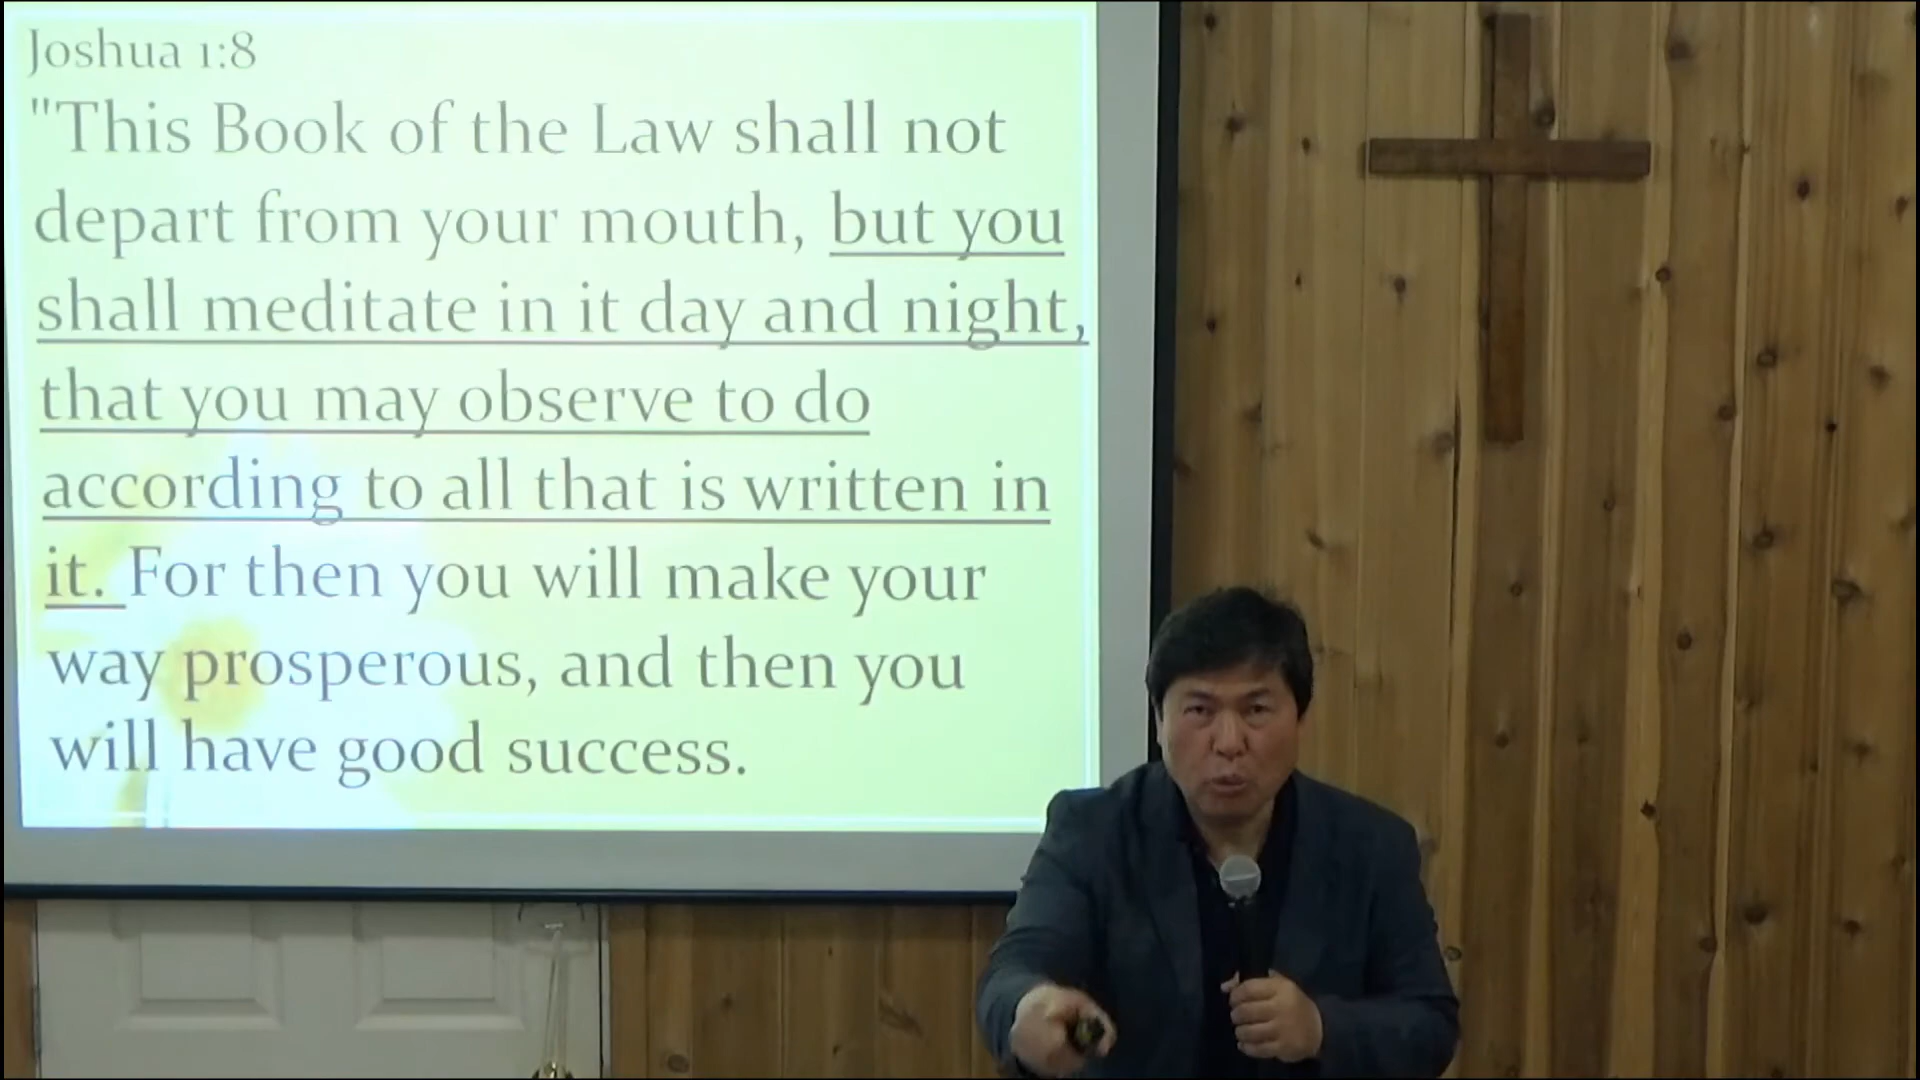 Joshua 1:8
"This Book of the Law shall not
depart from your mouth, but you
shall meditate in it day and night,
that you may observe to do
according to all that is written in
it. For then you will make your
way prosperous, and then you
will have good success.